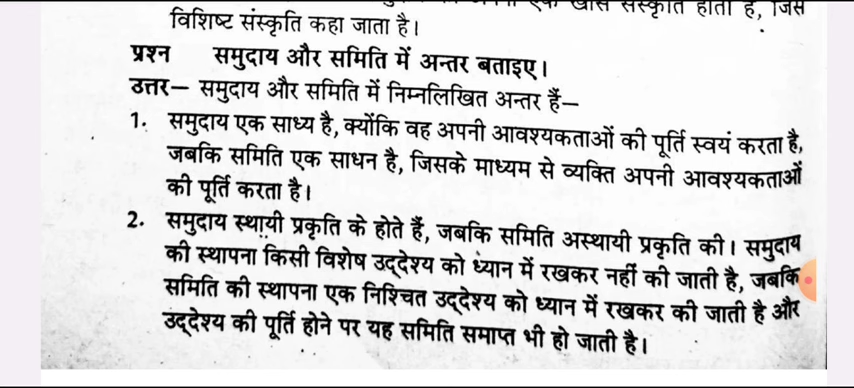 एक खास संस्कृति होती है, जिसे
विशिष्ट संस्कृति कहा जाता है।
प्रश्न समुदाय और समिति में अन्तर बताइए।
उत्तर– समुदाय और समिति में निम्नलिखित अन्तर हैं–
1. समुदाय एक साध्य है, क्योंकि वह अपनी आवश्यकताओं की पूर्ति स्वयं करता है,
जबकि समिति एक साधन है, जिसके माध्यम से व्यक्ति अपनी आवश्यकताओं
की पूर्ति करता है।
2. समुदाय स्थायी प्रकृति के होते हैं, जबकि समिति अस्थायी प्रकृति की। समुदाय
की स्थापना किसी विशेष उद्देश्य को ध्यान में रखकर नहीं की जाती है, जबकि
समिति की स्थापना एक निश्चित उद्देश्य को ध्यान में रखकर की जाती है और
उद्देश्य की पूर्ति होने पर यह समिति समाप्त भी हो जाती है।